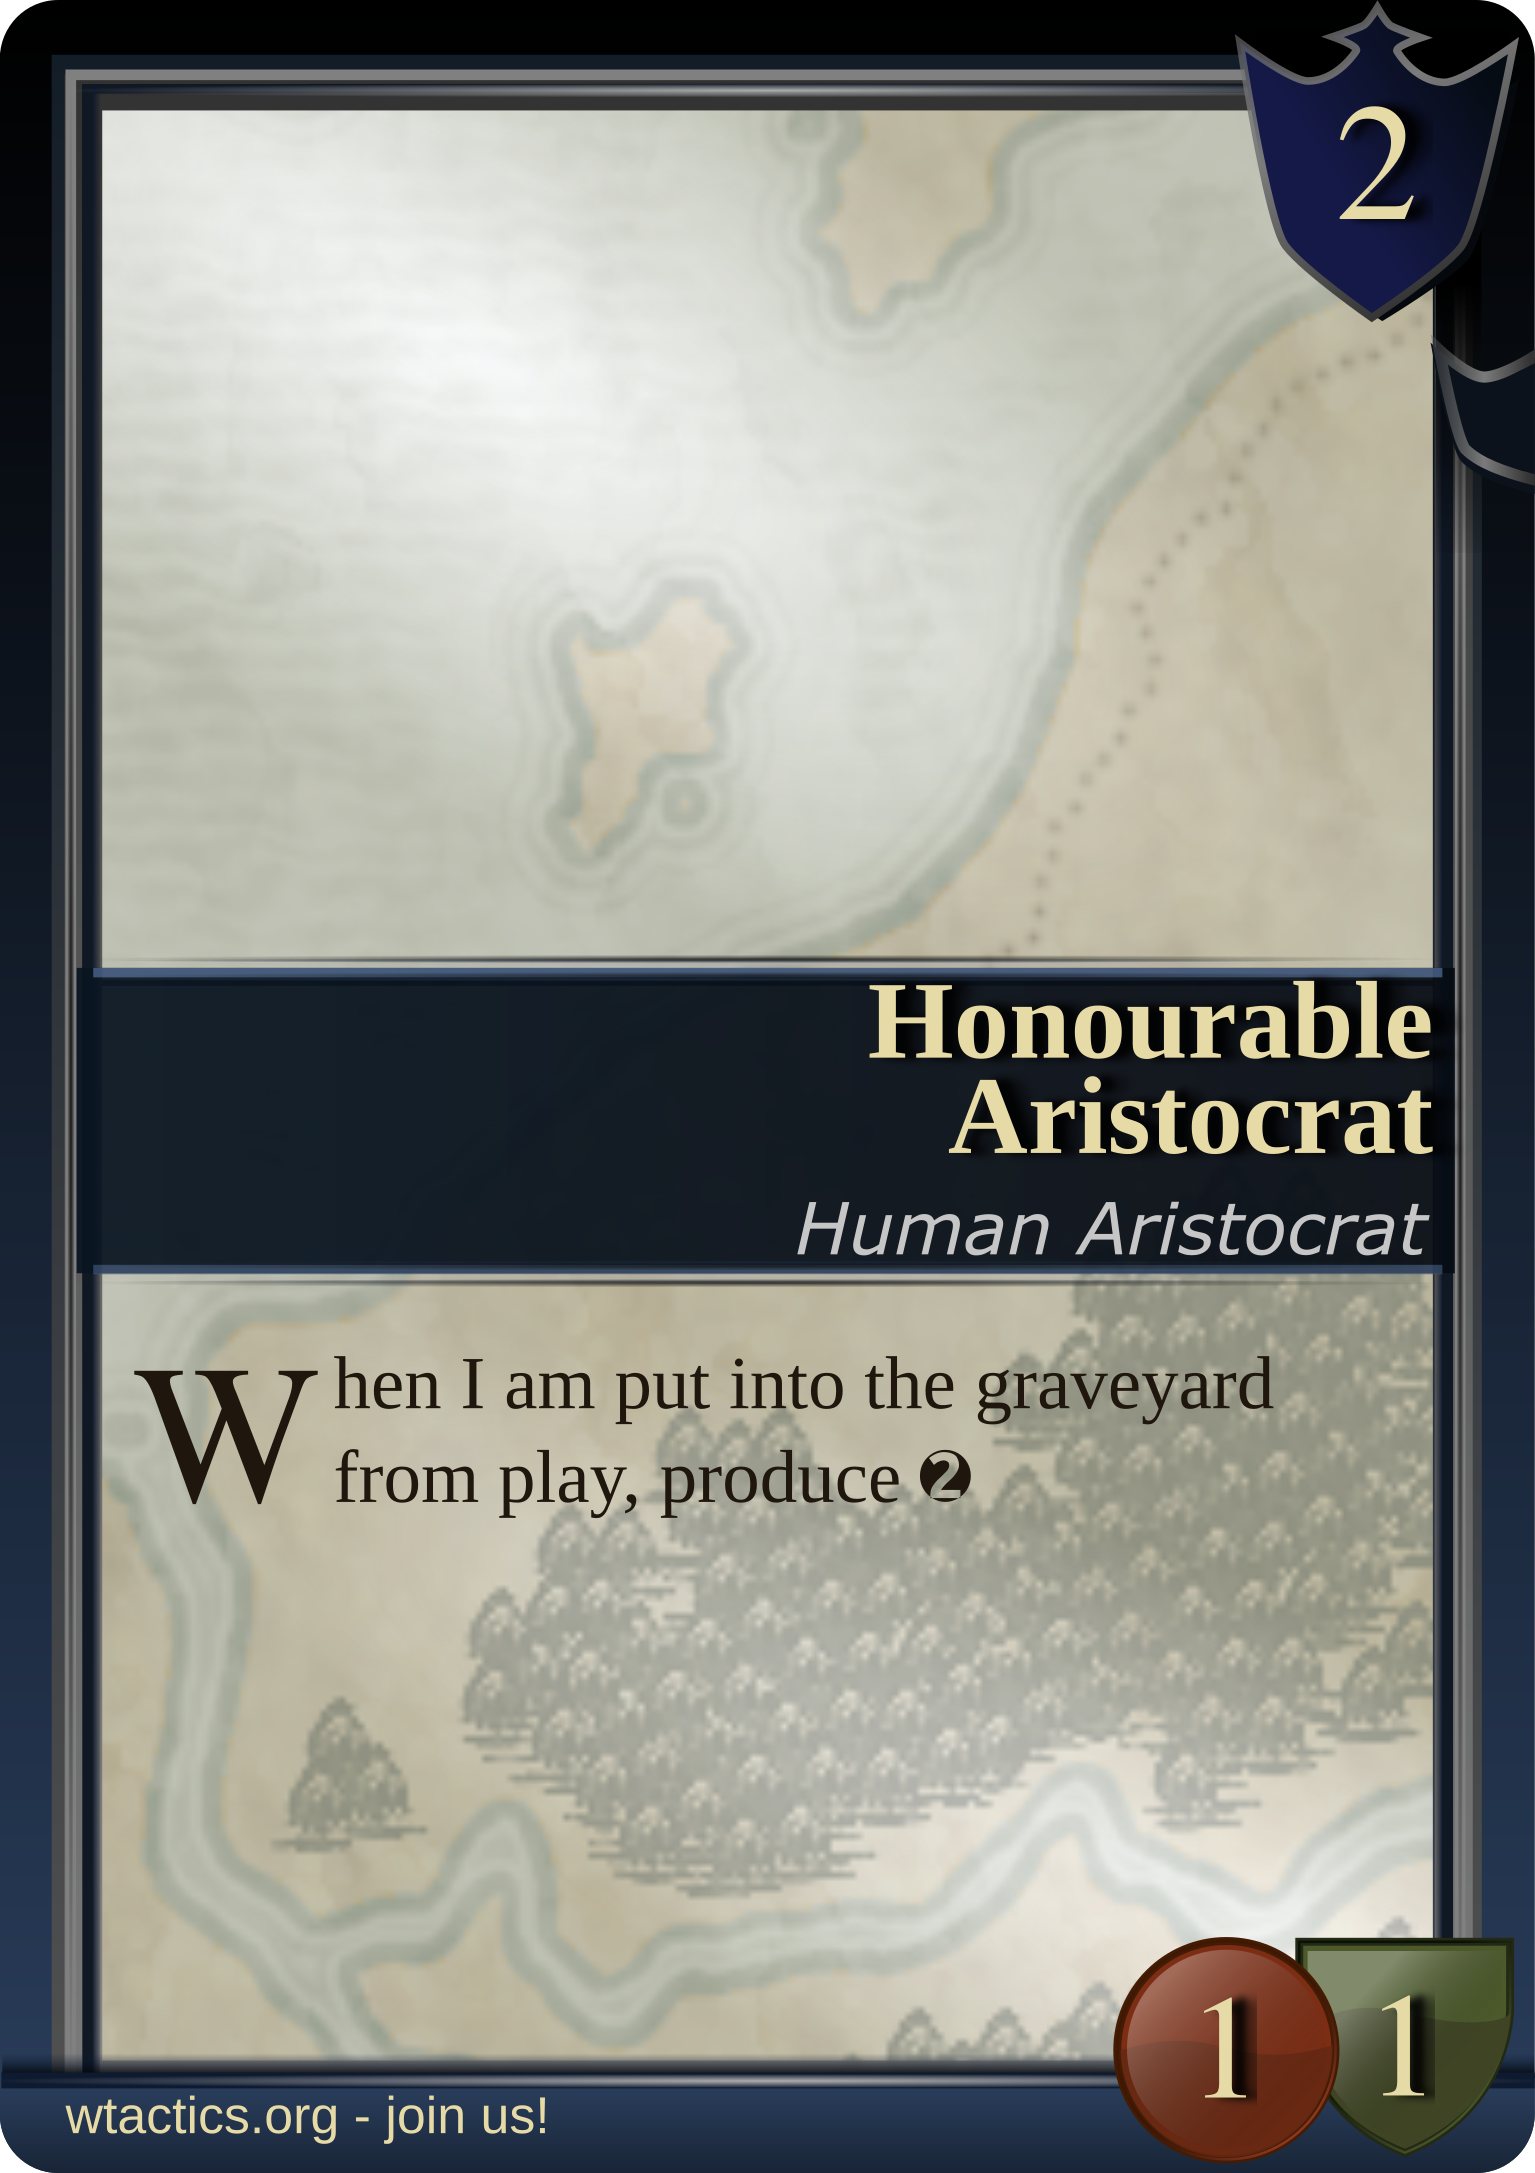 2
Honourable
Aristocrat
Human Aristocrat
When I am put into the graveyard
from play, produce ❷
1 1
wtactics.org - join us!